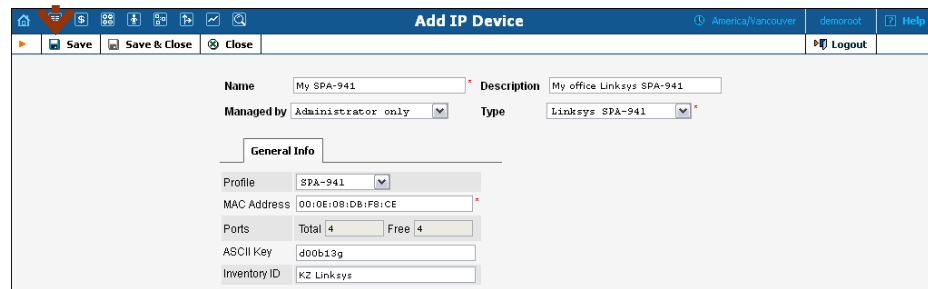 Add IP Device America/Vancouver demoroot ? Help
Save Save & Close Close Logout
Name My SPA-941 * Description My office Linksys SPA-941
Managed by Administrator only Type Linksys SPA-941 *
General Info
Profile SPA-941
MAC Address 00:0E:08:DB:F8:CE *
Ports Total 4 Free 4
ASCII Key d00b13g
Inventory ID KZ Linksys